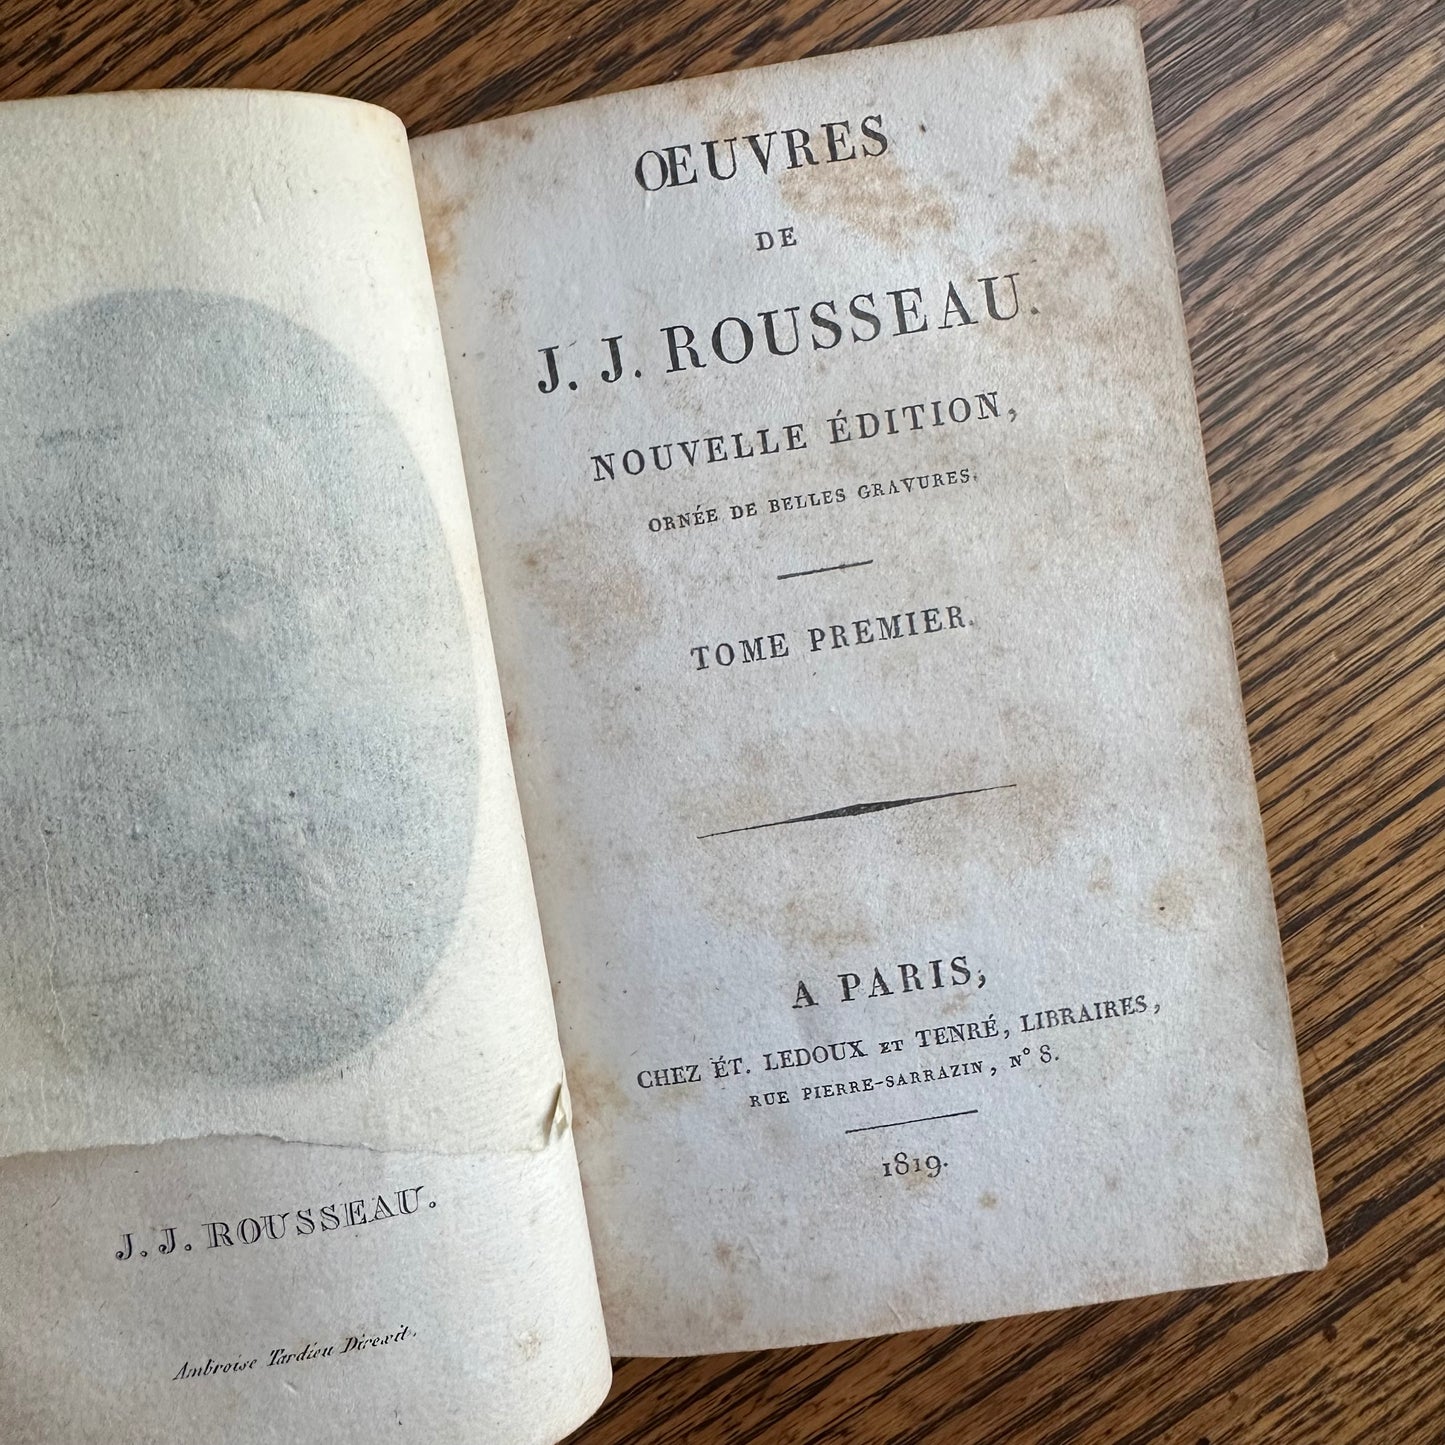 J. J. ROUSSEAU.
Ambroise Tardieu Direxit.
ŒUVRES
DE
J. J. ROUSSEAU.
NOUVELLE ÉDITION,
ORNÉE DE BELLES GRAVURES.
TOME PREMIER.
A PARIS,
CHEZ ÉT. LEDOUX ET TENRÉ, LIBRAIRES,
RUE PIERRE-SARRAZIN, N° 8.
1819.